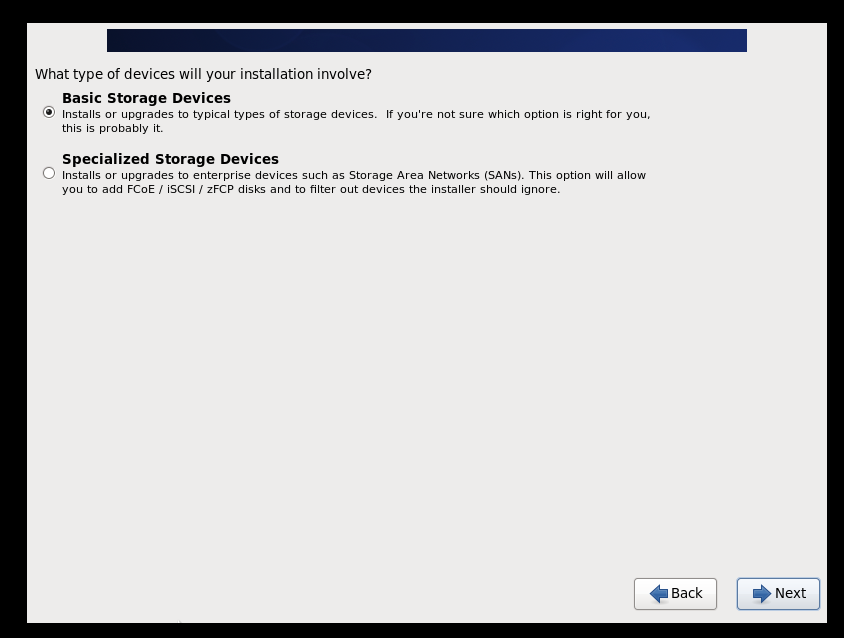 What type of devices will your installation involve?
Basic Storage Devices
Installs or upgrades to typical types of storage devices.  If you're not sure which option is right for you,
this is probably it.
Specialized Storage Devices
Installs or upgrades to enterprise devices such as Storage Area Networks (SANs). This option will allow
you to add FCoE / iSCSI / zFCP disks and to filter out devices the installer should ignore.
Back
Next